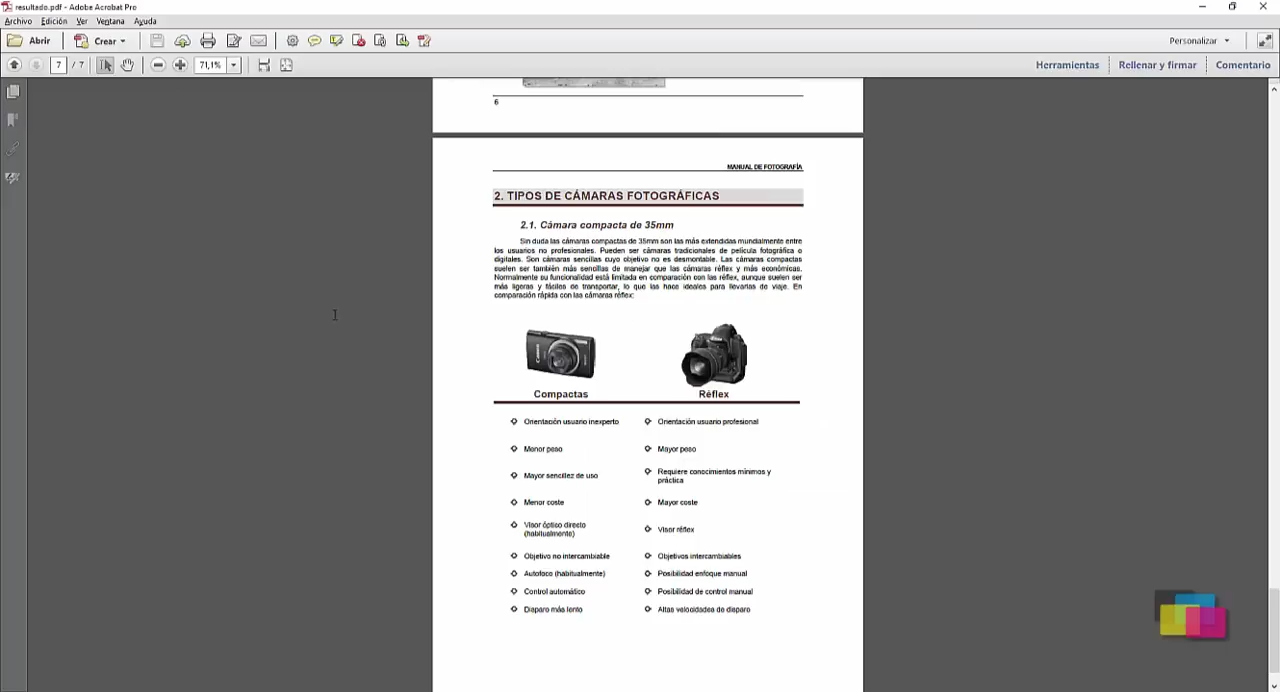 resultado.pdf - Adobe Acrobat Pro
Archivo Edición Ver Ventana Ayuda
Abrir Crear Personalizar
7 / 7 71,1% Herramientas Rellenar y firmar Comentario
6
MANUAL DE FOTOGRAFÍA
2. TIPOS DE CÁMARAS FOTOGRÁFICAS
2.1. Cámara compacta de 35mm
Sin duda las cámaras compactas de 35mm son las más extendidas mundialmente entre
los usuarios no profesionales. Pueden ser cámaras tradicionales de película fotográfica o
digitales. Son cámaras sencillas cuyo objetivo no es desmontable. Las cámaras compactas
suelen ser también más sencillas de manejar que las cámaras réflex y más económicas.
Normalmente su funcionalidad está limitada en comparación con las réflex, aunque suelen ser
más ligeras y fáciles de transportar, lo que las hace ideales para llevarlas de viaje. En
comparación rápida con las cámaras réflex:
Canon
Compactas Réflex
Orientación usuario inexperto Orientación usuario profesional
Menor peso Mayor peso
Mayor sencillez de uso Requiere conocimientos mínimos y
práctica
Menor coste Mayor coste
Visor óptico directo
(habitualmente) Visor réflex
Objetivo no intercambiable Objetivos intercambiables
Autofoco (habitualmente) Posibilidad enfoque manual
Control automático Posibilidad de control manual
Disparo más lento Altas velocidades de disparo